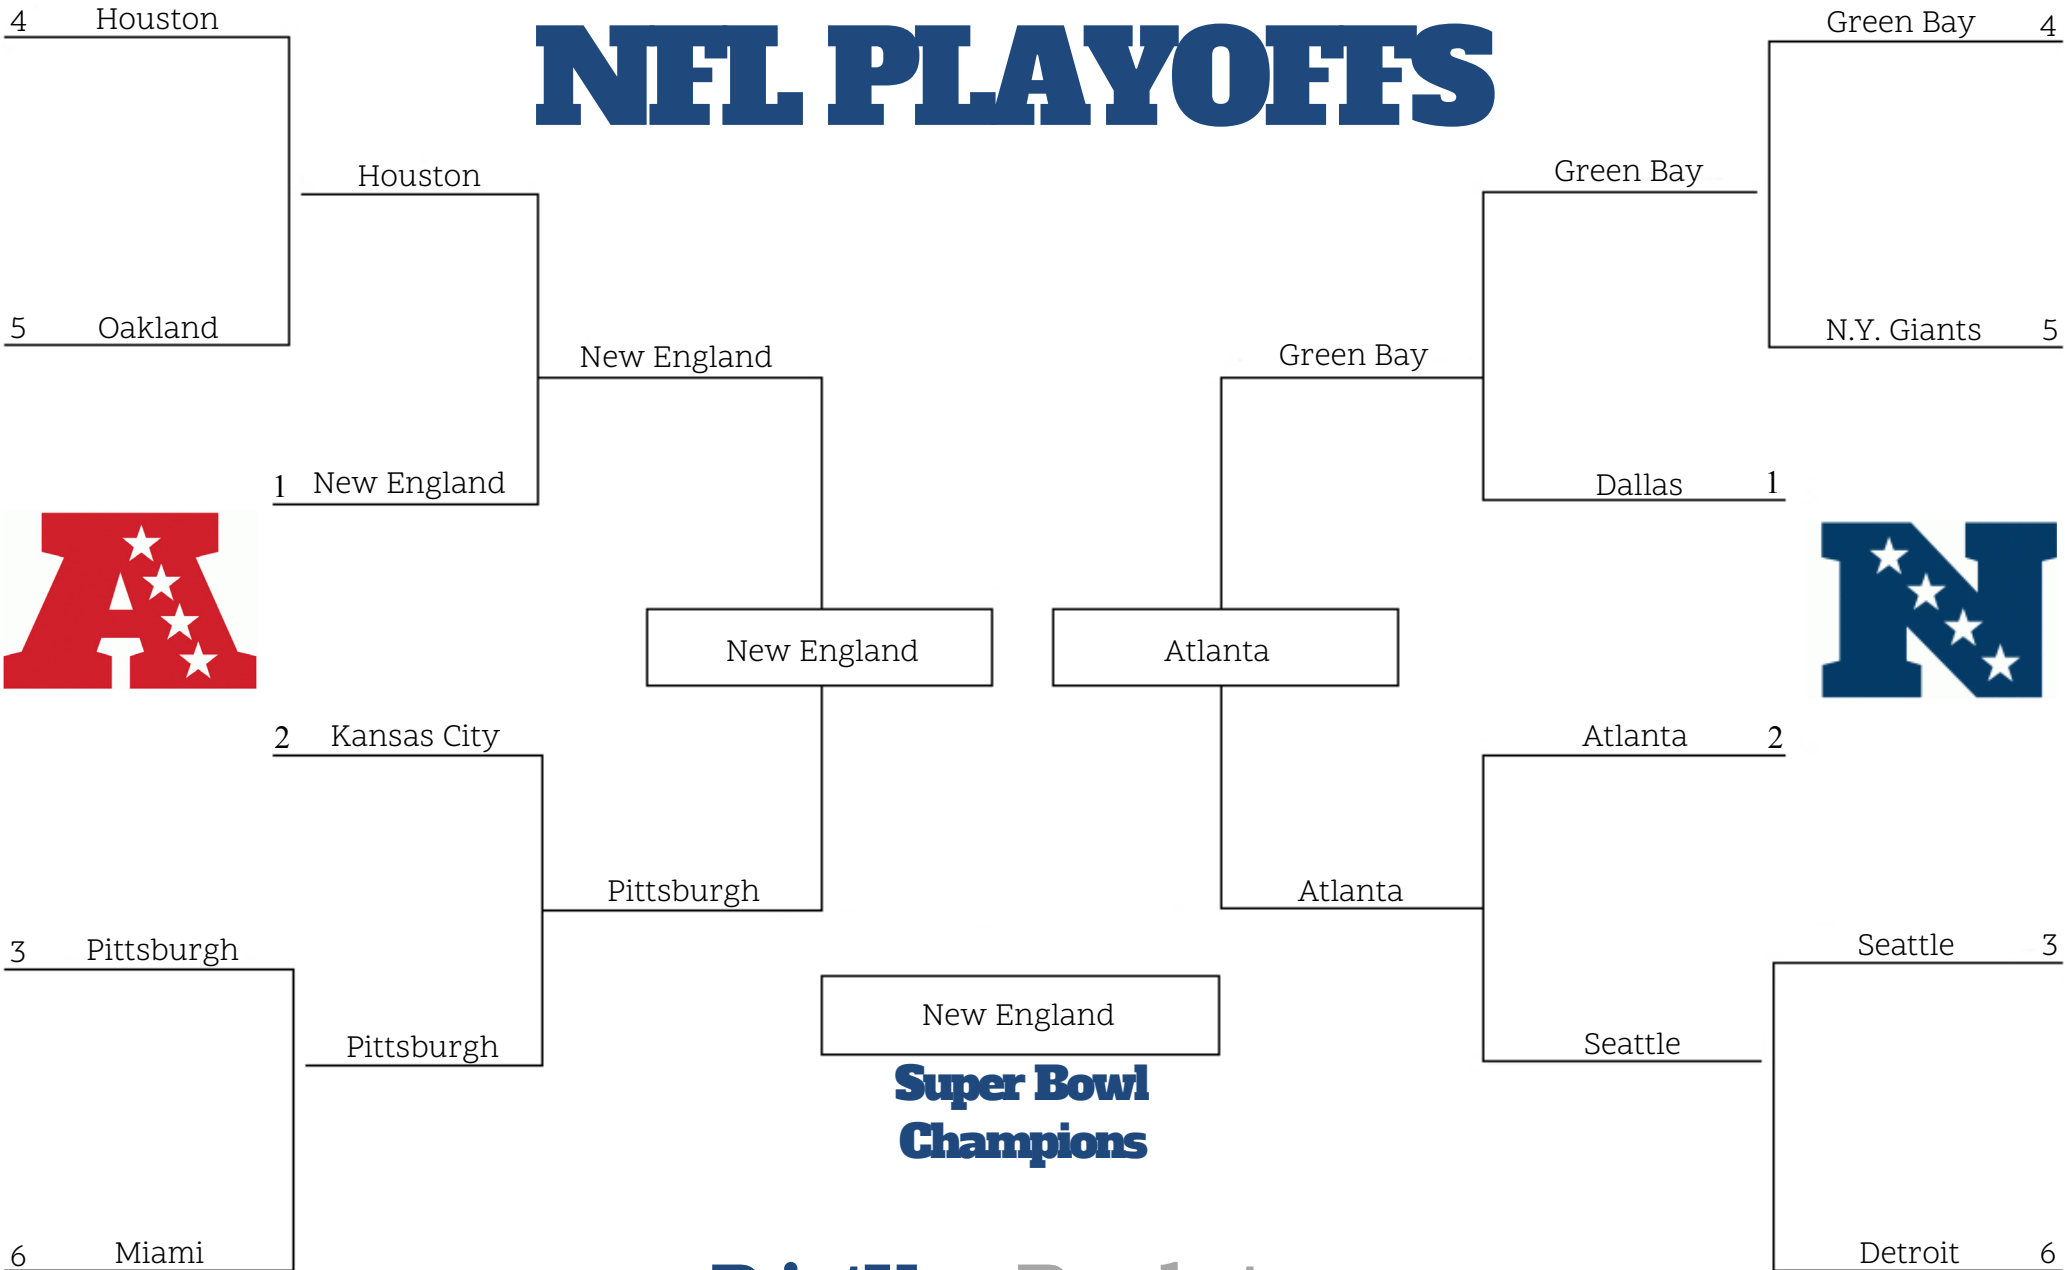 4 Houston
NFL PLAYOFFS
Green Bay 4
Houston
Green Bay
5 Oakland
N.Y. Giants 5
New England
Green Bay
1 New England
Dallas 1
A
N
New England
Atlanta
2 Kansas City
Atlanta 2
Pittsburgh
Atlanta
3 Pittsburgh
Seattle 3
New England
Pittsburgh
Seattle
Super Bowl
Champions
6 Miami
Detroit 6